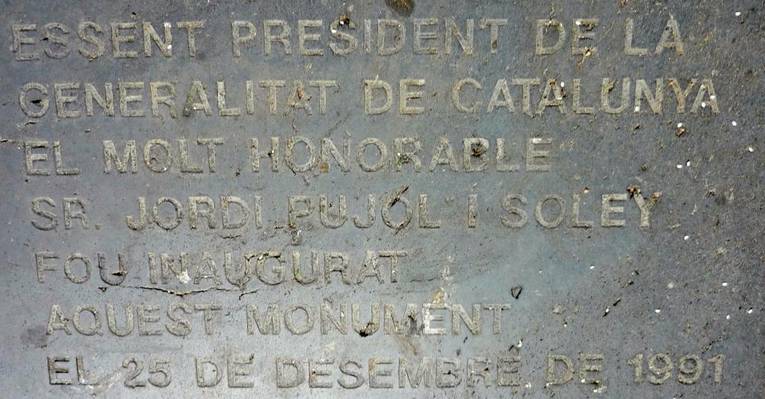 ESSENT PRESIDENT DE LA
GENERALITAT DE CATALUNYA
EL MOLT HONORABLE
SR. JORDI PUJOL I SOLEY
FOU INAUGURAT
AQUEST MONUMENT
EL 25 DE DESEMBRE DE 1991